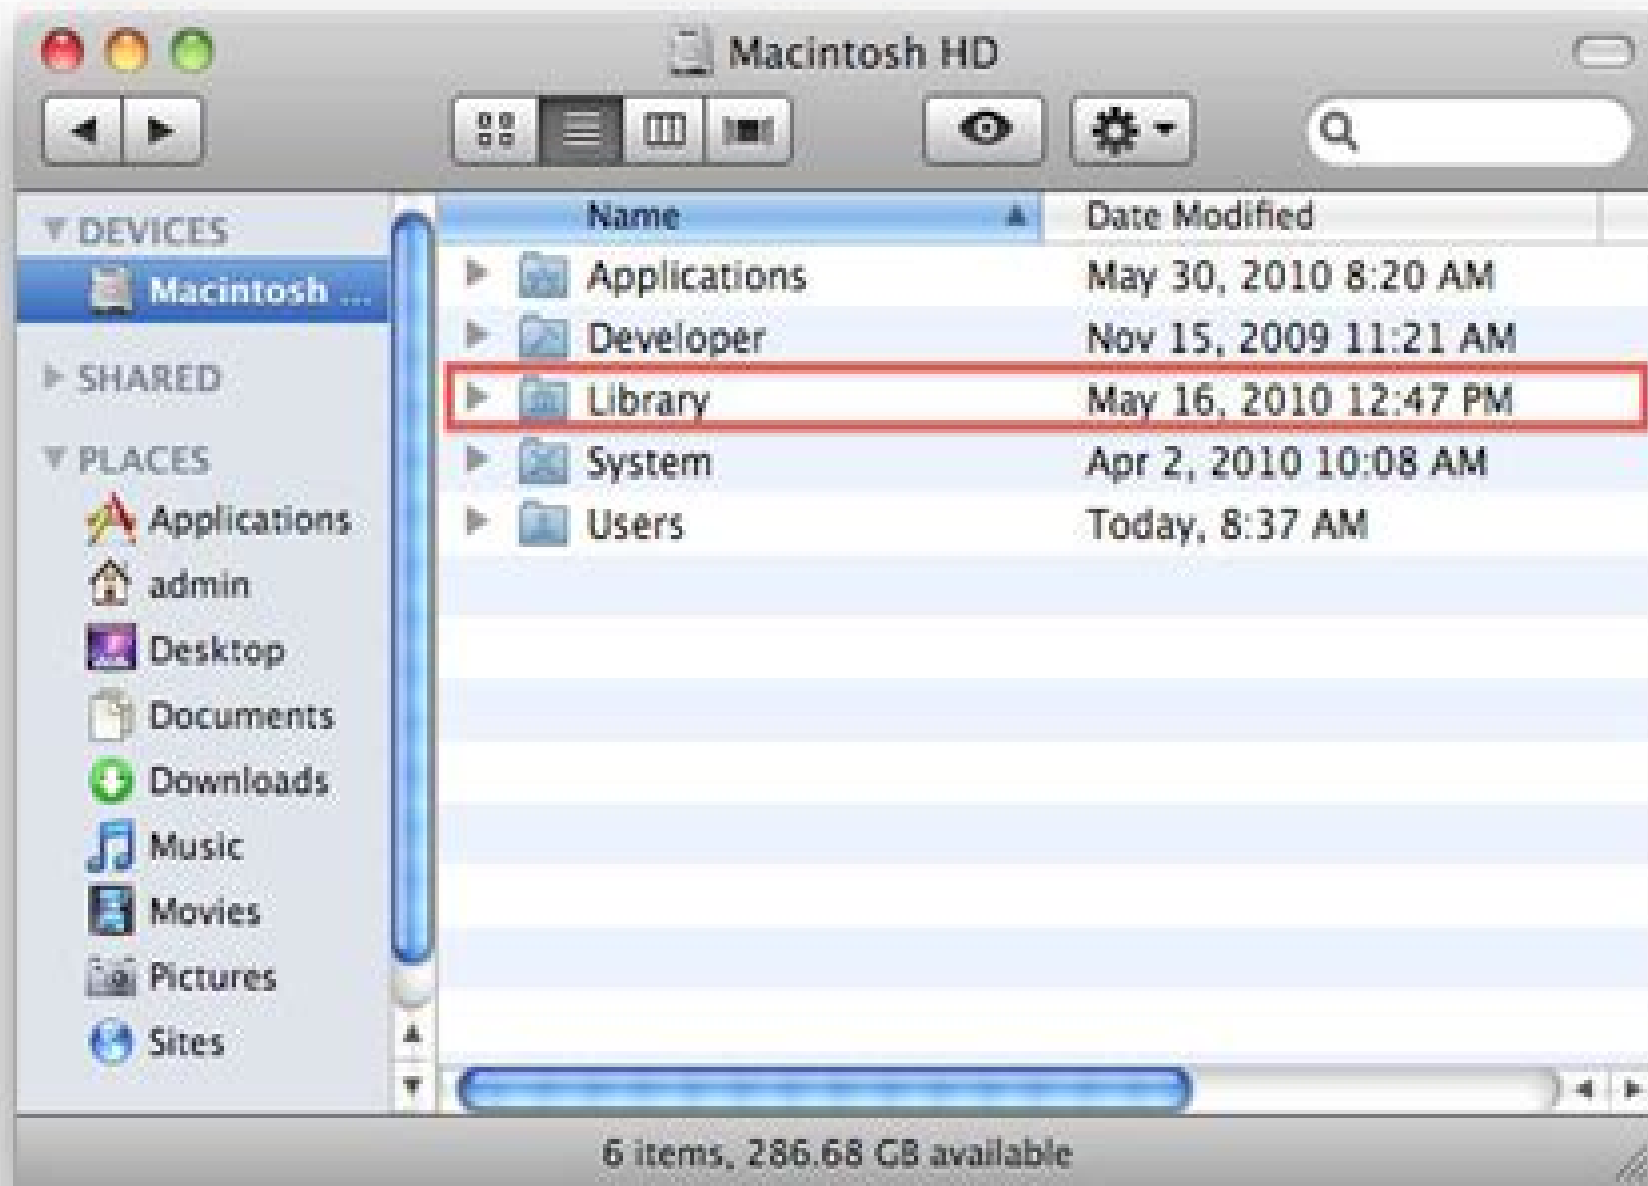 Macintosh HD
DEVICES
Macintosh ...
SHARED
PLACES
Applications
admin
Desktop
Documents
Downloads
Music
Movies
Pictures
Sites
Name Date Modified
Applications May 30, 2010 8:20 AM
Developer Nov 15, 2009 11:21 AM
Library May 16, 2010 12:47 PM
System Apr 2, 2010 10:08 AM
Users Today, 8:37 AM
6 items, 286.68 GB available